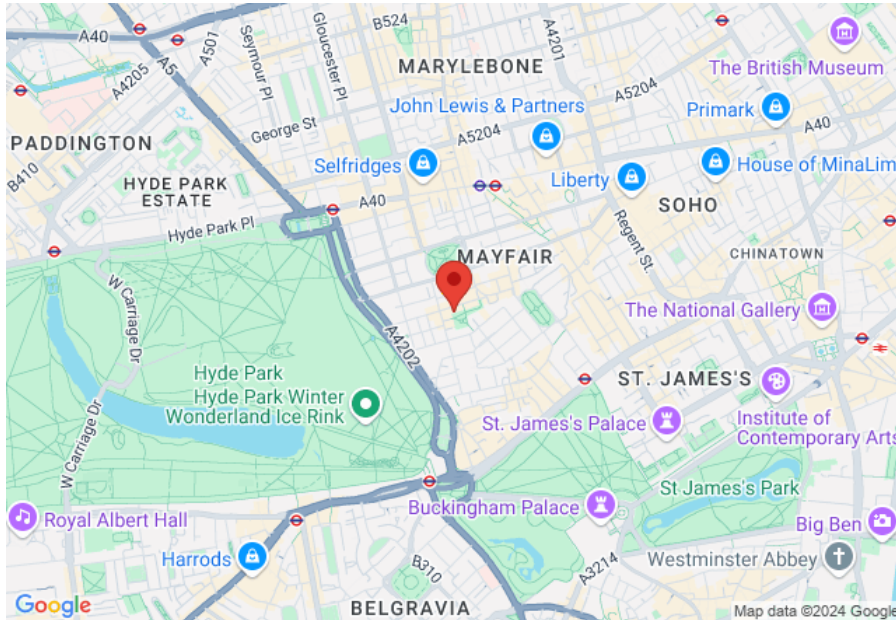 A40
A501
A4205
A5
Seymour Pl
Gloucester Pl
B524
A4201
MARYLEBONE
The British Museum
John Lewis & Partners
A5204
Primark
George St
A5204
A40
PADDINGTON
Selfridges
House of MinaLim
B410
HYDE PARK
ESTATE
Liberty
SOHO
A40
Hyde Park Pl
Regent St.
CHINATOWN
MAYFAIR
W Carriage Dr
The National Gallery
A4202
Hyde Park
Hyde Park Winter
Wonderland Ice Rink
ST. JAMES'S
St. James's Palace
Institute of
Contemporary Arts
W Carriage Dr
St James's Park
Buckingham Palace
Royal Albert Hall
Big Ben
Harrods
B310
A3214
Westminster Abbey
BELGRAVIA
Google
Map data ©2024 Google